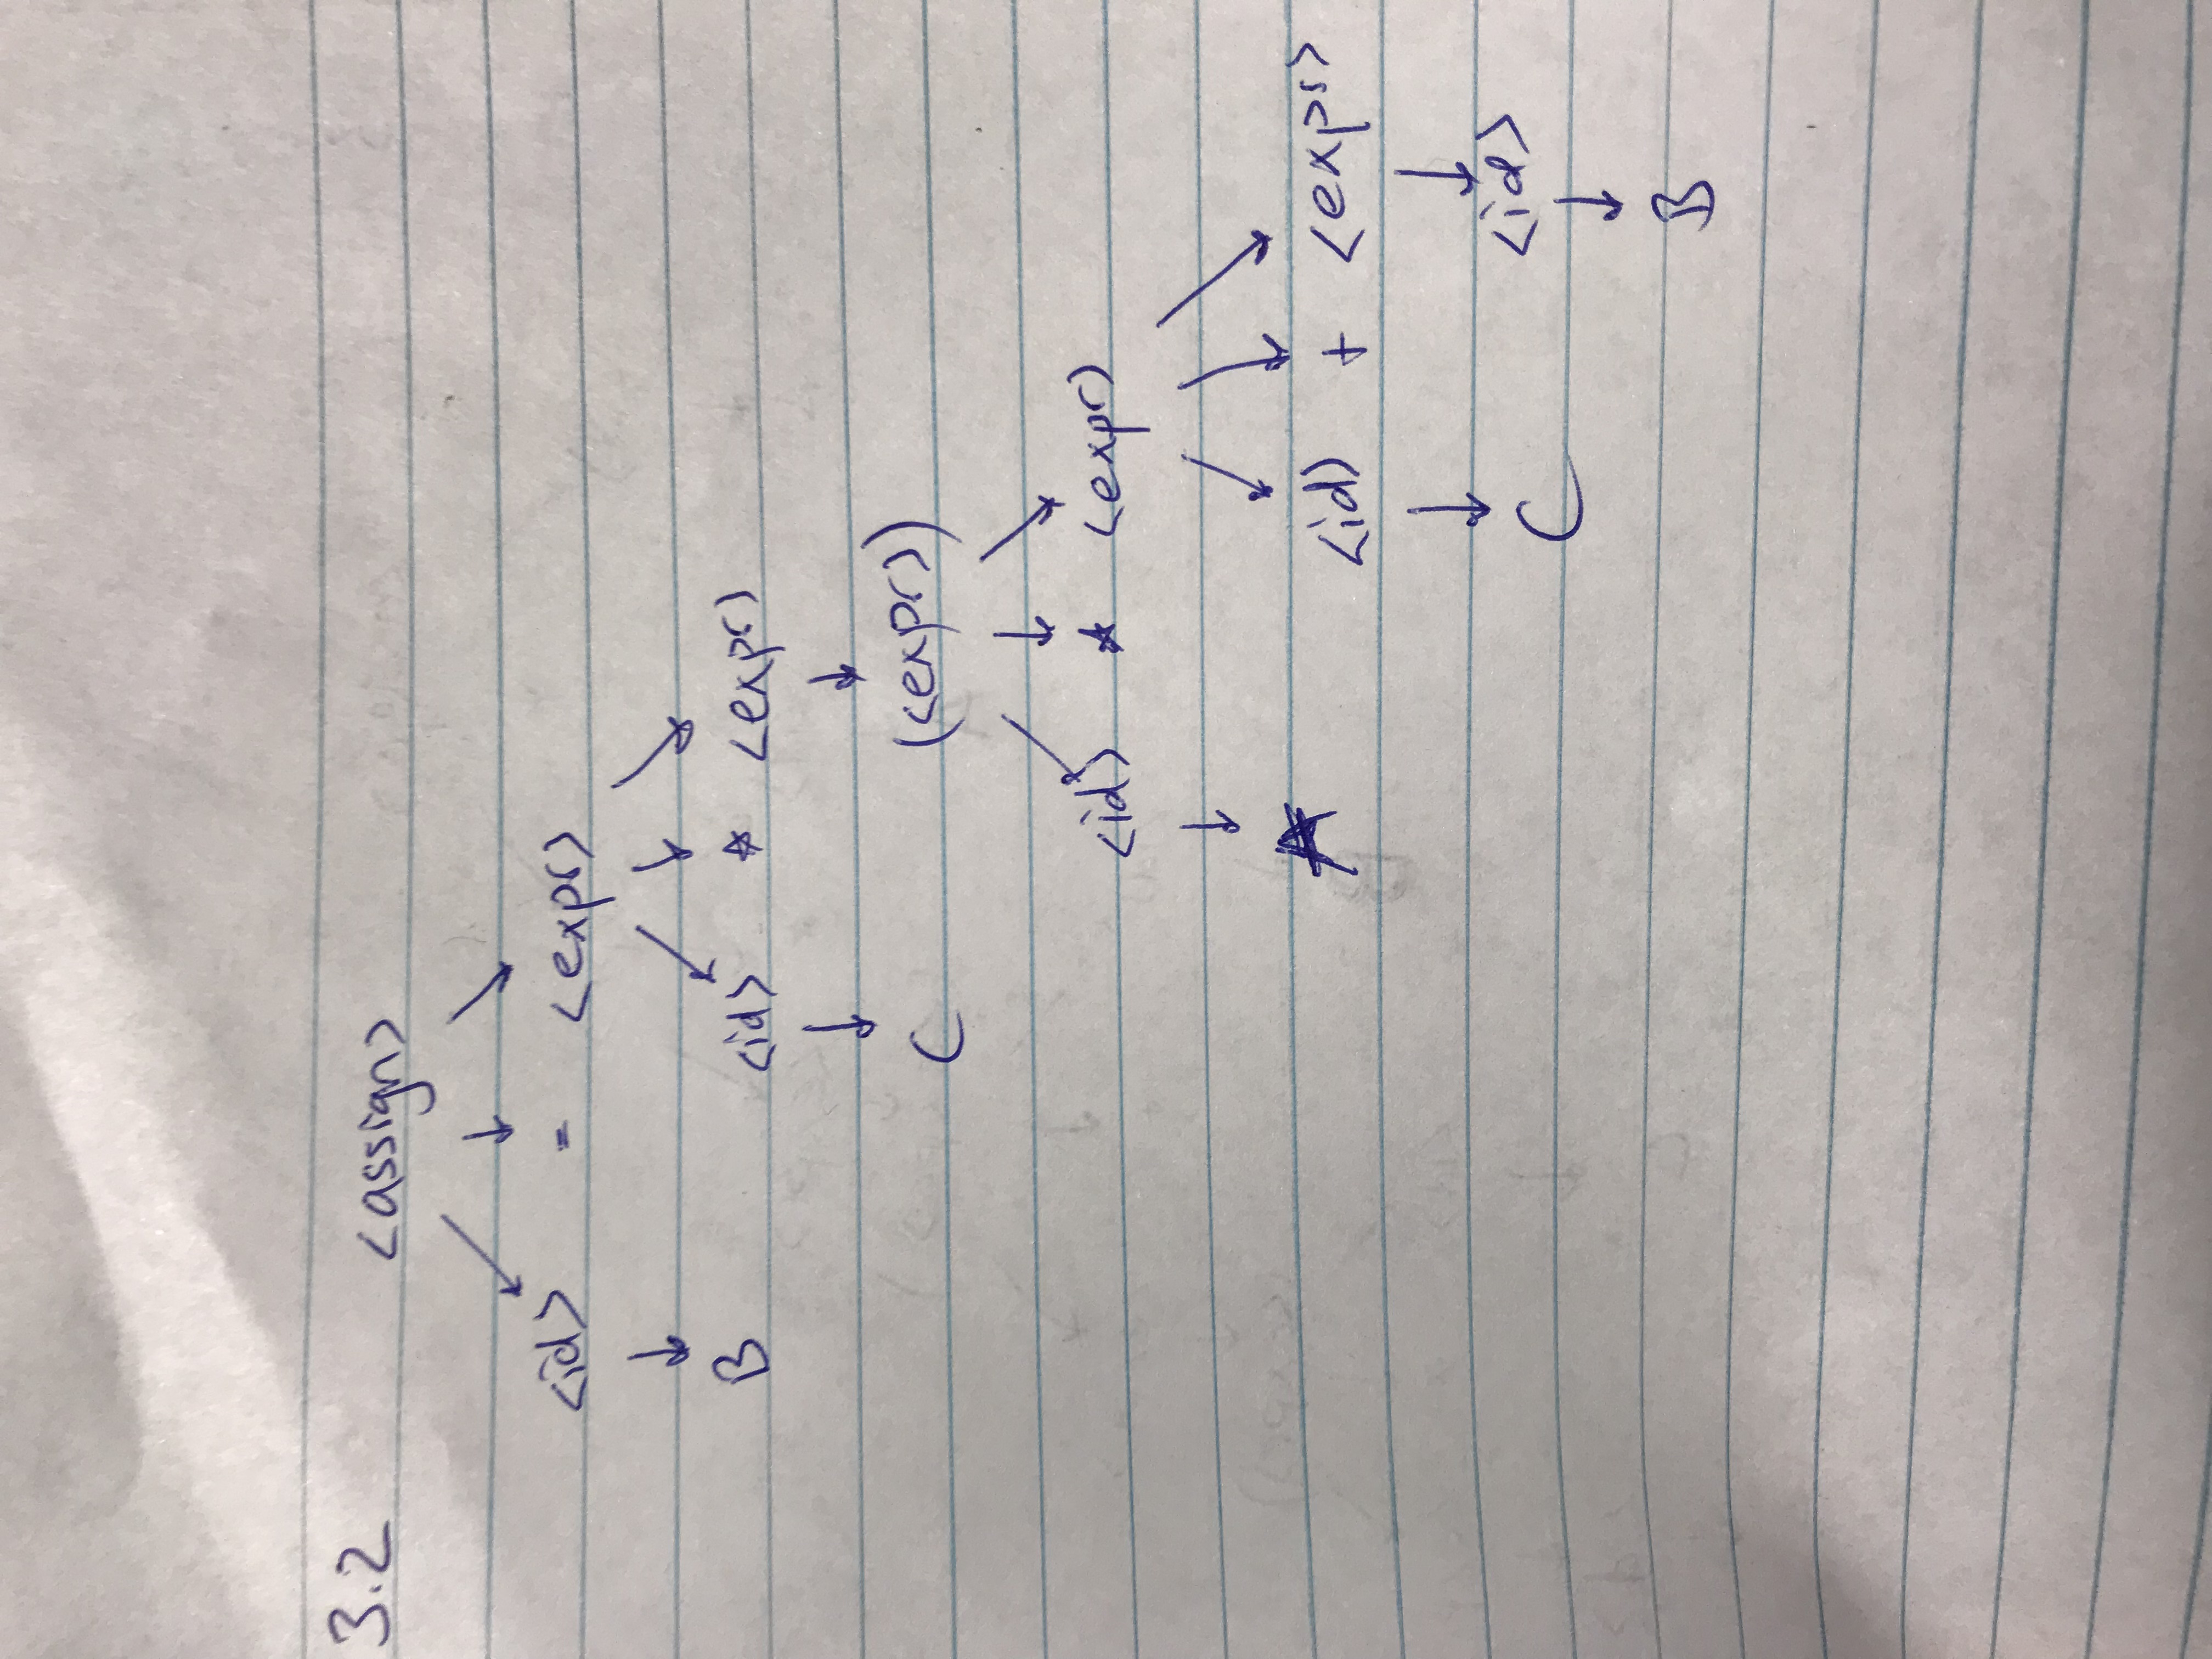 3.2 <assign>
<id> = <expr>
B <id> * <expr>
C (<expr>)
<id> * <expr>
A <id> + <expr>
C <id>
B